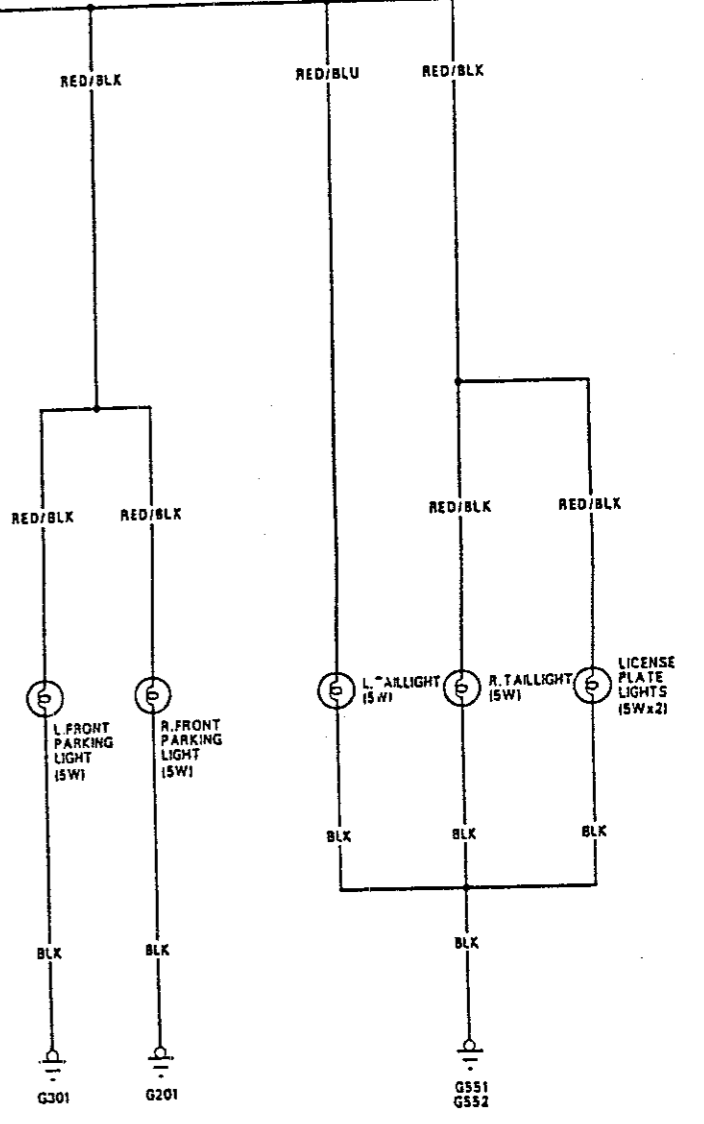 RED/BLK
RED/BLU
RED/BLK
RED/BLK
RED/BLK
RED/BLK
RED/BLK
L.FRONT
PARKING
LIGHT
(5W)
R.FRONT
PARKING
LIGHT
(5W)
L.TAILLIGHT
(5W)
R.TAILLIGHT
(5W)
LICENSE
PLATE
LIGHTS
(5Wx2)
BLK
BLK
BLK
BLK
BLK
BLK
G301
G201
G551
G552